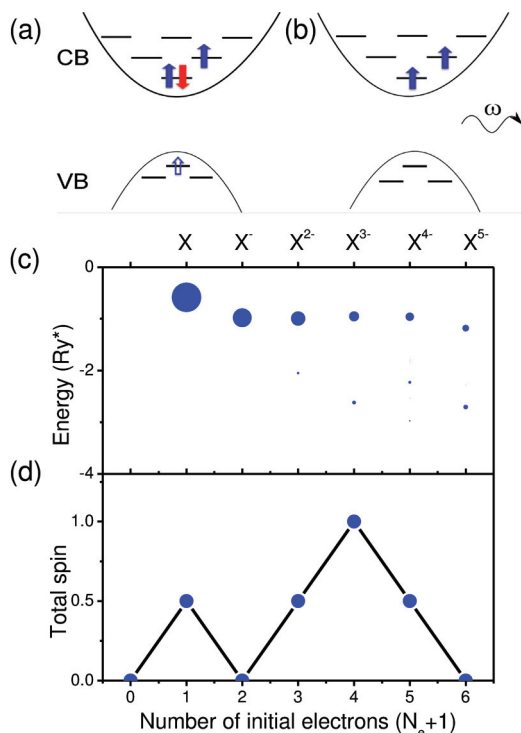 (a)
(b)
CB
ω
VB
X X⁻ X²⁻ X³⁻ X⁴⁻ X⁵⁻
(c)
0
-2
-4
Energy (Ry*)
(d)
1.0
0.5
0.0
Total spin
0 1 2 3 4 5 6
Number of initial electrons (Nₑ+1)